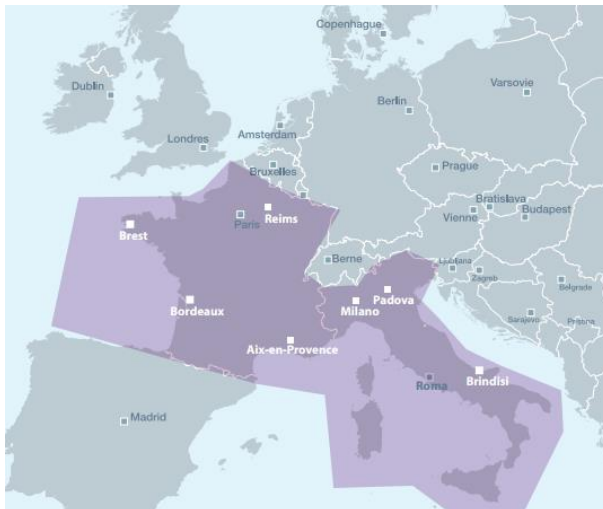 Copenhague
Dublin
Varsovie
Berlin
Amsterdam
Londres
Bruxelles
Prague
Reims
Paris
Bratislava
Vienne
Budapest
Brest
Berne
Ljubljana
Zagreb
Belgrade
Padova
Bordeaux
Milano
Sarajevo
Pristina
Aix-en-Provence
Roma
Brindisi
Madrid